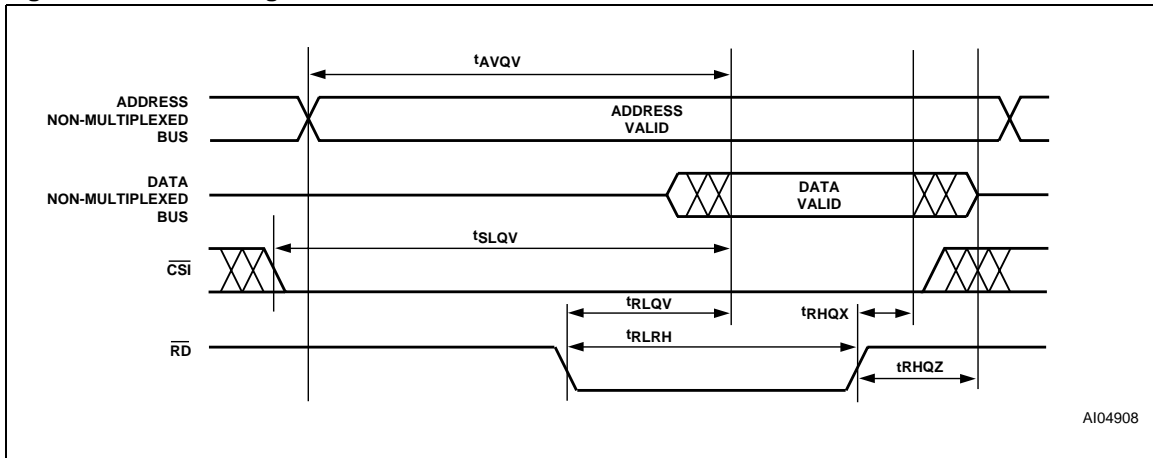 tAVQV
ADDRESS
NON-MULTIPLEXED
BUS
ADDRESS
VALID
DATA
NON-MULTIPLEXED
BUS
DATA
VALID
tSLQV
CSI
tRLQV
tRHQX
tRLRH
RD
tRHQZ
AI04908